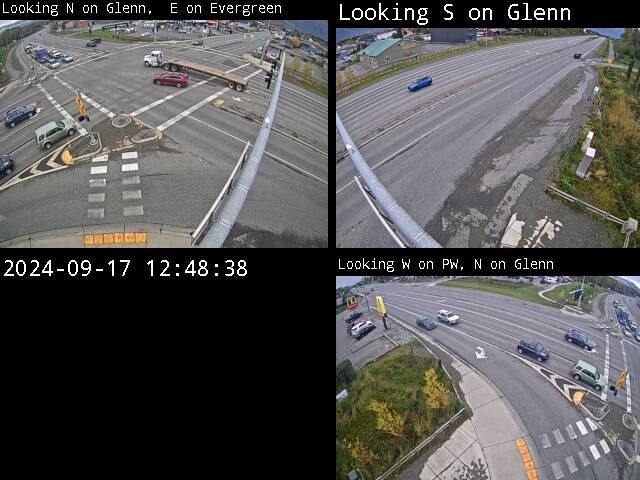 Looking N on Glenn, E on Evergreen
Looking S on Glenn
2024-09-17 12:48:38
Looking W on PW, N on Glenn